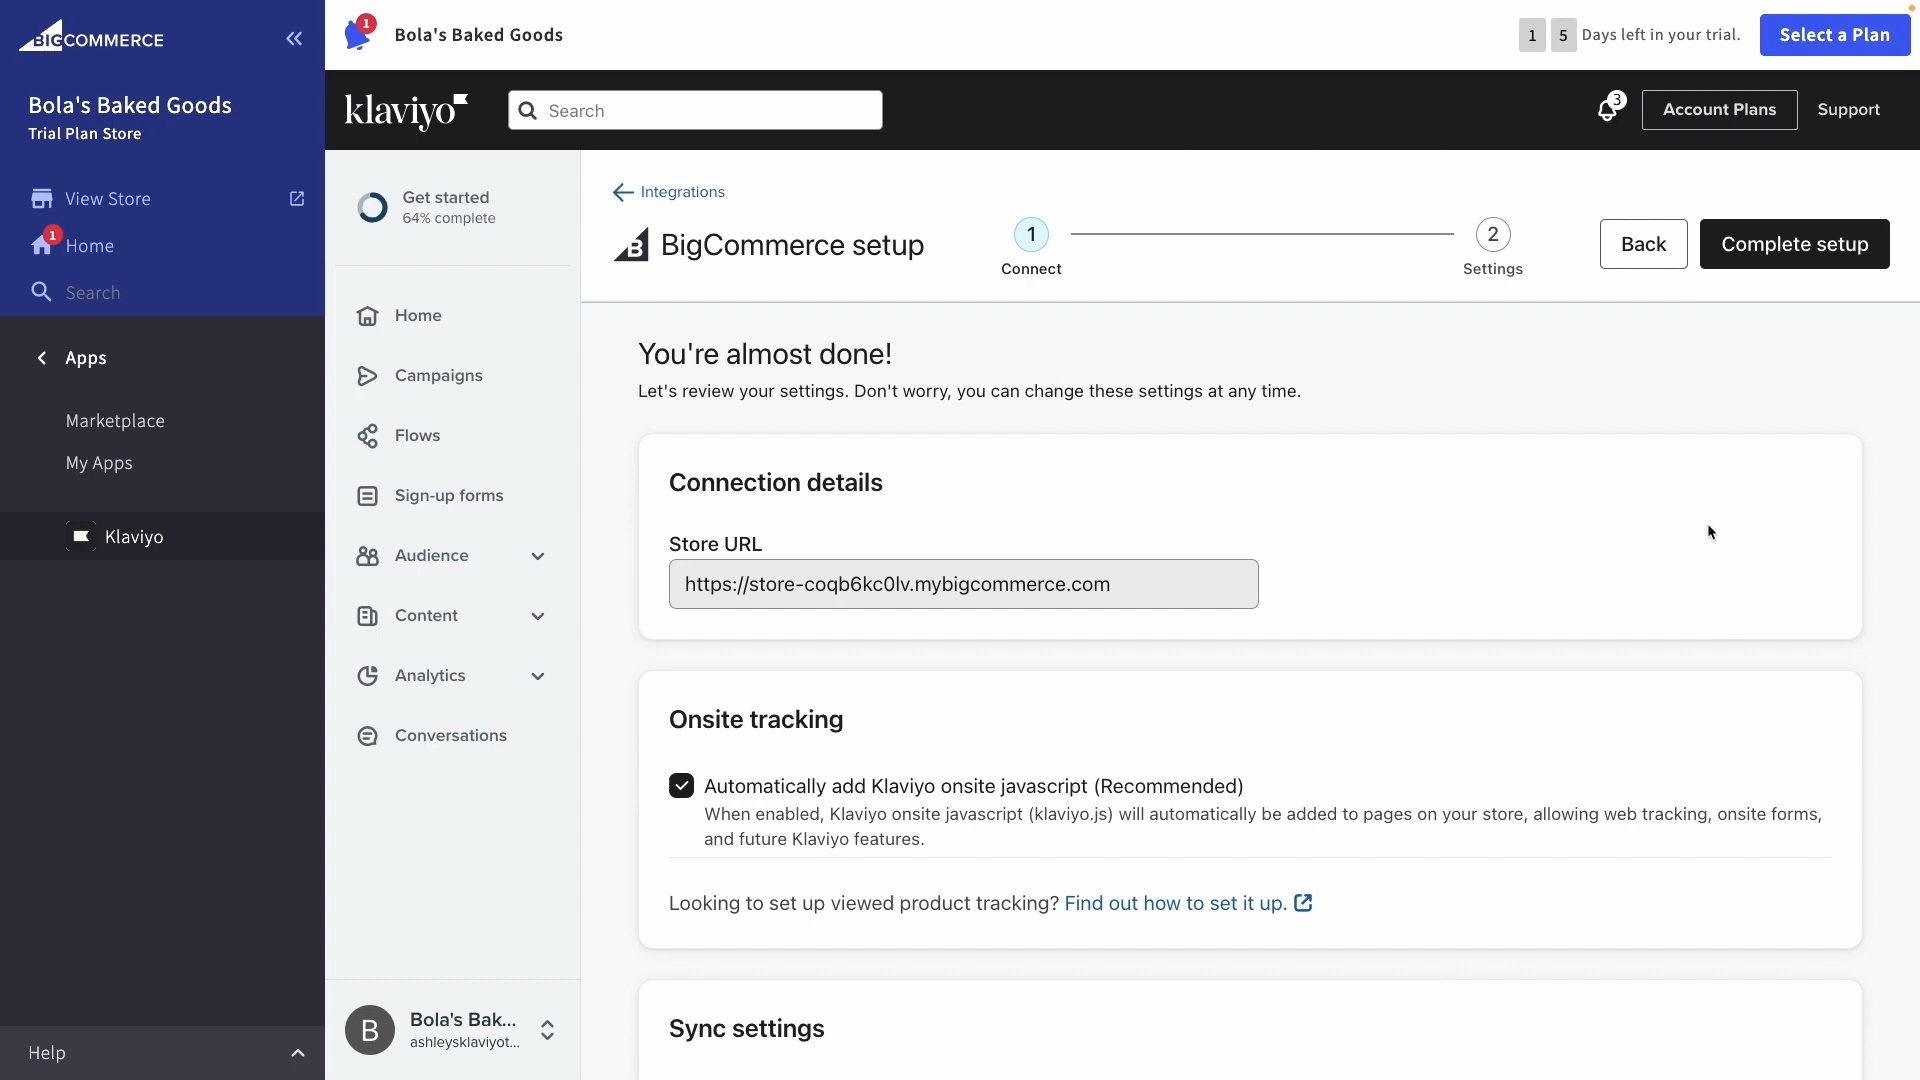 BIGCOMMERCE
Bola's Baked Goods
Trial Plan Store
View Store
1
Home
Search
Apps
Marketplace
My Apps
Klaviyo
Help
1
Bola's Baked Goods
1 5 Days left in your trial.
Select a Plan
klaviyo
Search
3
Account Plans
Support
Get started
64% complete
Home
Campaigns
Flows
Sign-up forms
Audience
Content
Analytics
Conversations
B
Bola's Bak...
ashleysklaviyot...
Integrations
B BigCommerce setup
1
Connect
2
Settings
Back
Complete setup
You're almost done!
Let's review your settings. Don't worry, you can change these settings at any time.
Connection details
Store URL
https://store-coqb6kc0lv.mybigcommerce.com
Onsite tracking
Automatically add Klaviyo onsite javascript (Recommended)
When enabled, Klaviyo onsite javascript (klaviyo.js) will automatically be added to pages on your store, allowing web tracking, onsite forms,
and future Klaviyo features.
Looking to set up viewed product tracking? Find out how to set it up.
Sync settings